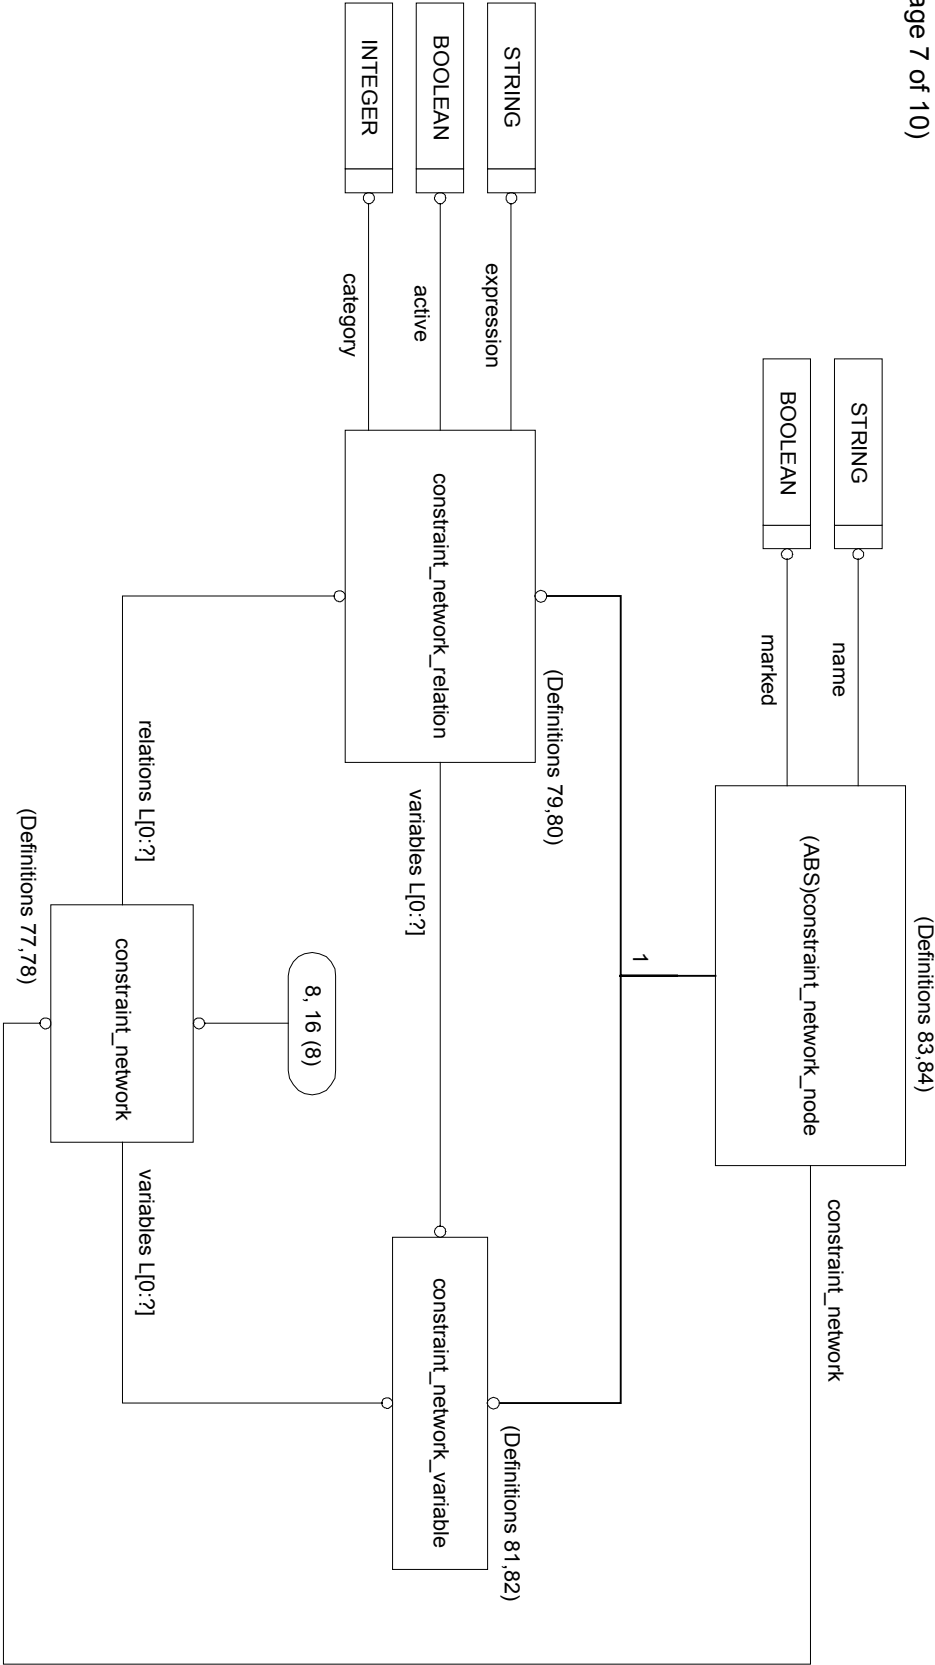 age 7 of 10)
(Definitions 83,84)
STRING
name
BOOLEAN
marked
(ABS)constraint_network_node
constraint_network
1
(Definitions 79,80)
(Definitions 81,82)
STRING
expression
BOOLEAN
active
INTEGER
category
constraint_network_relation
variables L[0:?]
constraint_network_variable
8, 16 (8)
relations L[0:?]
constraint_network
variables L[0:?]
(Definitions 77,78)